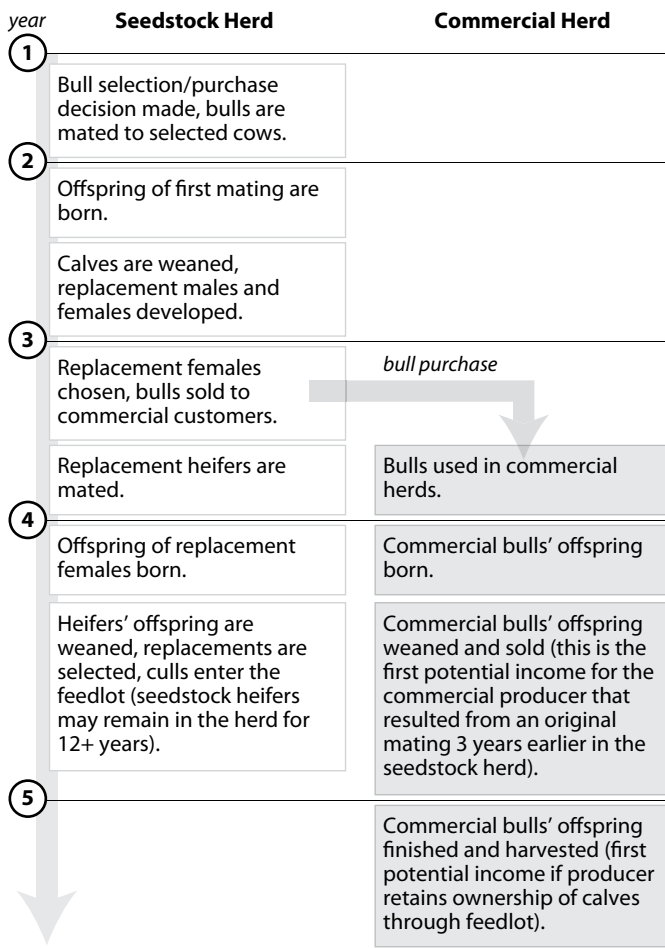 year
Seedstock Herd
Commercial Herd
1
Bull selection/purchase
decision made, bulls are
mated to selected cows.
2
Offspring of first mating are
born.
Calves are weaned,
replacement males and
females developed.
3
Replacement females
chosen, bulls sold to
commercial customers.
bull purchase
Replacement heifers are
mated.
Bulls used in commercial
herds.
4
Offspring of replacement
females born.
Commercial bulls’ offspring
born.
Heifers’ offspring are
weaned, replacements are
selected, culls enter the
feedlot (seedstock heifers
may remain in the herd for
12+ years).
Commercial bulls’ offspring
weaned and sold (this is the
first potential income for the
commercial producer that
resulted from an original
mating 3 years earlier in the
seedstock herd).
5
Commercial bulls’ offspring
finished and harvested (first
potential income if producer
retains ownership of calves
through feedlot).